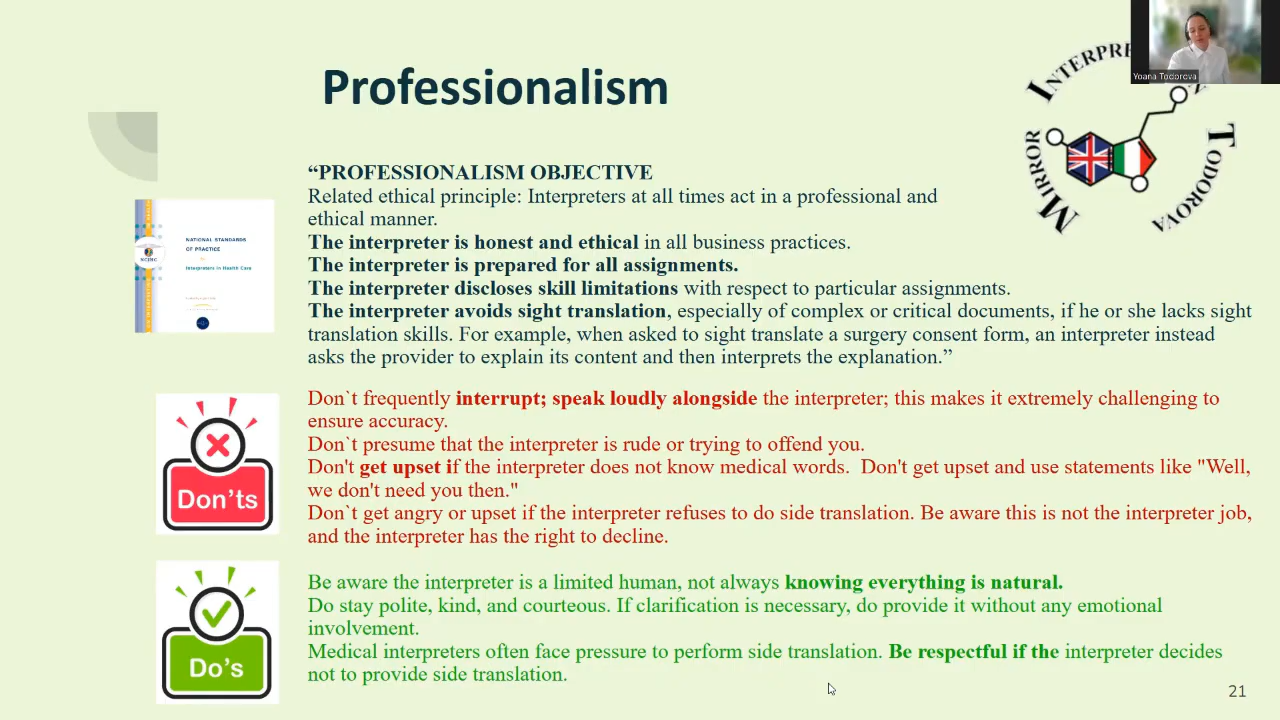 Professionalism
INTERPRE
Yoana Todorova
MIRROR
TODOROVA
“PROFESSIONALISM OBJECTIVE
Related ethical principle: Interpreters at all times act in a professional and
ethical manner.
The interpreter is honest and ethical in all business practices.
The interpreter is prepared for all assignments.
The interpreter discloses skill limitations with respect to particular assignments.
The interpreter avoids sight translation, especially of complex or critical documents, if he or she lacks sight
translation skills. For example, when asked to sight translate a surgery consent form, an interpreter instead
asks the provider to explain its content and then interprets the explanation.”
NATIONAL STANDARDS
OF PRACTICE
Interpreters in Health Care
NCIHC
Don`t frequently interrupt; speak loudly alongside the interpreter; this makes it extremely challenging to
ensure accuracy.
Don`t presume that the interpreter is rude or trying to offend you.
Don't get upset if the interpreter does not know medical words.  Don't get upset and use statements like "Well,
we don't need you then."
Don`t get angry or upset if the interpreter refuses to do side translation. Be aware this is not the interpreter job,
and the interpreter has the right to decline.
Don’ts
Be aware the interpreter is a limited human, not always knowing everything is natural.
Do stay polite, kind, and courteous. If clarification is necessary, do provide it without any emotional
involvement.
Medical interpreters often face pressure to perform side translation. Be respectful if the interpreter decides
not to provide side translation.
Do’s
21